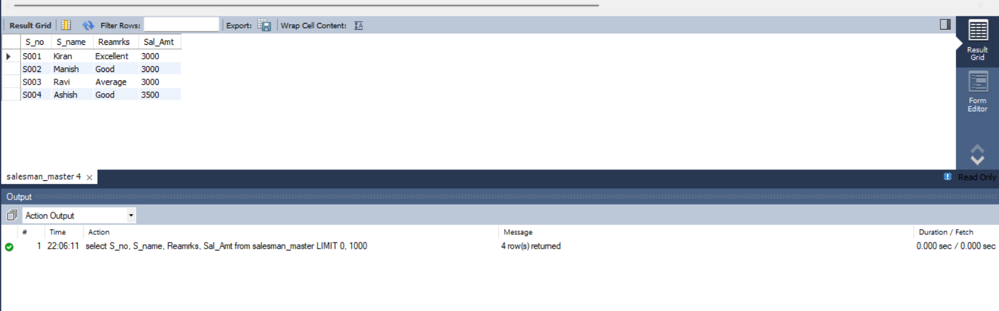 Result Grid Filter Rows: Export: Wrap Cell Content: IA
S_no S_name Reamrks Sal_Amt
S001 Kiran Excellent 3000
S002 Manish Good 3000
S003 Ravi Average 3000
S004 Ashish Good 3500
Result
Grid
Form
Editor
salesman_master 4
Read Only
Output
Action Output
# Time Action Message Duration / Fetch
1 22:06:11 select S_no, S_name, Reamrks, Sal_Amt from salesman_master LIMIT 0, 1000 4 row(s) returned 0.000 sec / 0.000 sec